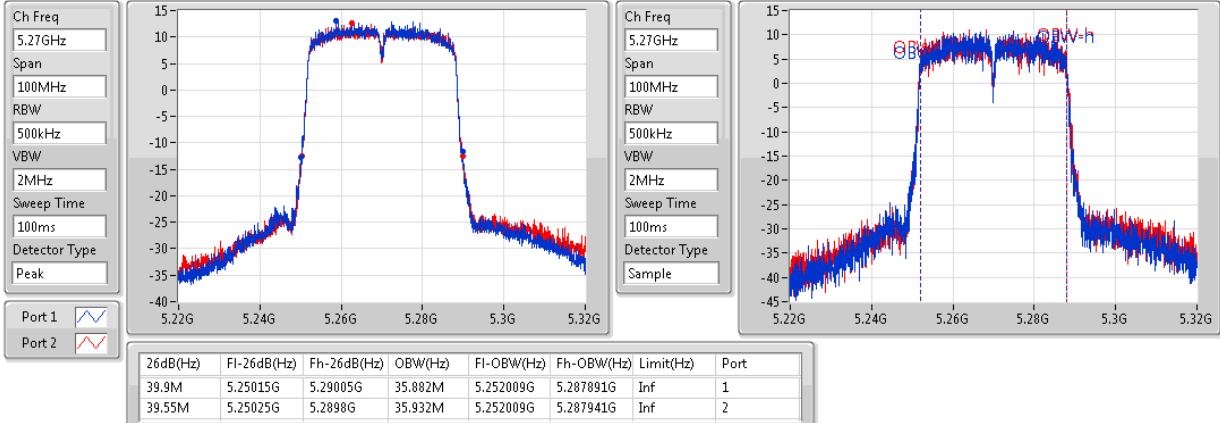 Ch Freq
5.27GHz
Span
100MHz
RBW
500kHz
VBW
2MHz
Sweep Time
100ms
Detector Type
Peak
Port 1
Port 2
15
10
5
0
-5
-10
-15
-20
-25
-30
-35
-40
5.22G 5.24G 5.26G 5.28G 5.3G 5.32G
Ch Freq
5.27GHz
Span
100MHz
RBW
500kHz
VBW
2MHz
Sweep Time
100ms
Detector Type
Sample
15
10
5
0
-5
-10
-15
-20
-25
-30
-35
-40
-45
OBW-h
5.22G 5.24G 5.26G 5.28G 5.3G 5.32G
26dB(Hz) Fl-26dB(Hz) Fh-26dB(Hz) OBW(Hz) Fl-OBW(Hz) Fh-OBW(Hz) Limit(Hz) Port
39.9M 5.25015G 5.29005G 35.882M 5.252009G 5.287891G Inf 1
39.55M 5.25025G 5.2898G 35.932M 5.252009G 5.287941G Inf 2